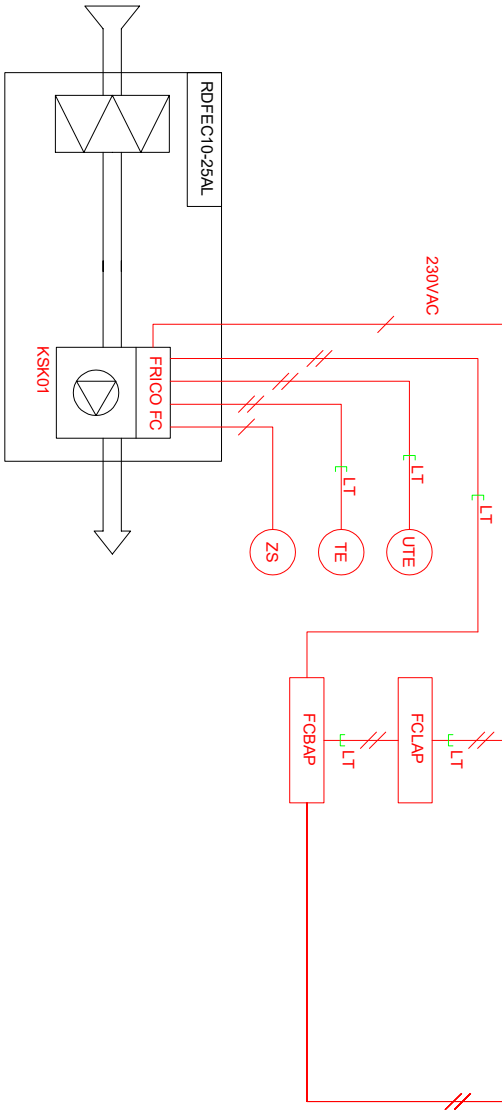 230VAC
LT
LT
LT
UTE
TE
ZS
FCLAP
LT
FCBAP
LT
RDFEC10-25AL
FRICO FC
KSK01